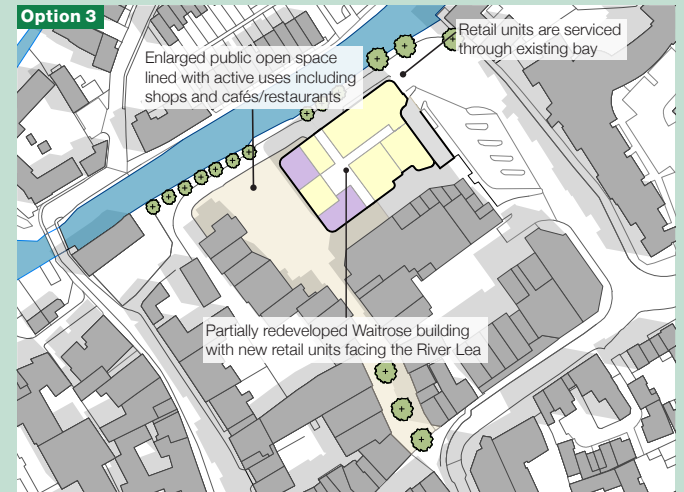 Option 3
Enlarged public open space
lined with active uses including
shops and cafés/restaurants
Retail units are serviced
through existing bay
Partially redeveloped Waitrose building
with new retail units facing the River Lea